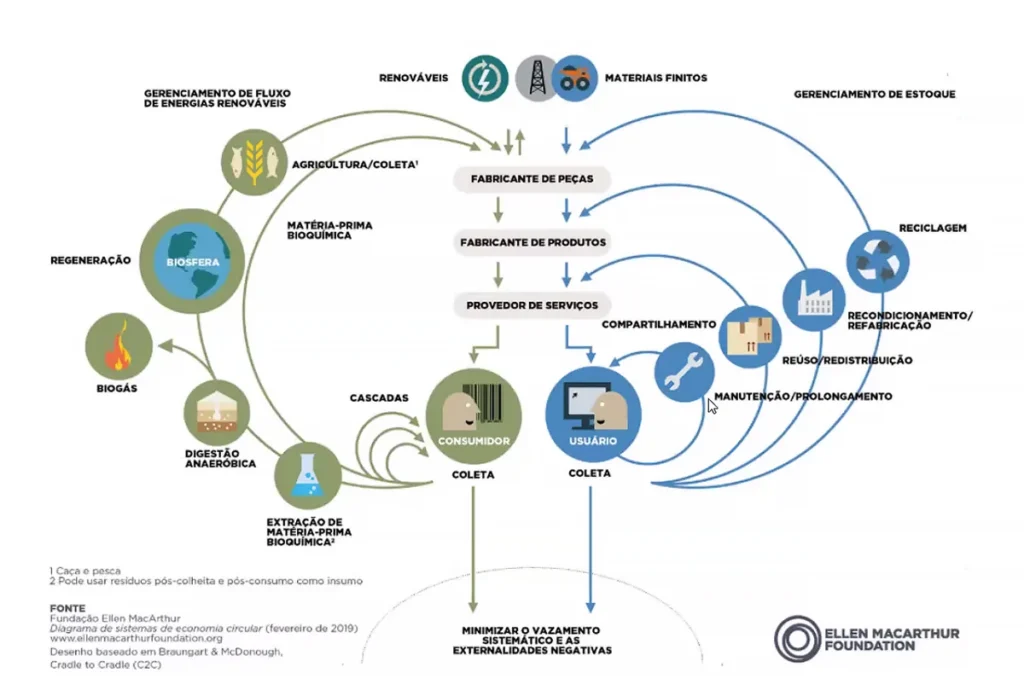 RENOVÁVEIS
MATERIAIS FINITOS
GERENCIAMENTO DE FLUXO
DE ENERGIAS RENOVÁVEIS
GERENCIAMENTO DE ESTOQUE
AGRICULTURA/COLETA¹
FABRICANTE DE PEÇAS
MATÉRIA-PRIMA
BIOQUÍMICA
RECICLAGEM
FABRICANTE DE PRODUTOS
REGENERAÇÃO
BIOSFERA
PROVEDOR DE SERVIÇOS
RECONDICIONAMENTO/
REFABRICAÇÃO
COMPARTILHAMENTO
REÚSO/REDISTRIBUIÇÃO
BIOGÁS
CASCADAS
MANUTENÇÃO/PROLONGAMENTO
CONSUMIDOR
USUÁRIO
DIGESTÃO
ANAERÓBICA
COLETA
COLETA
EXTRAÇÃO DE
MATÉRIA-PRIMA
BIOQUÍMICA²
1 Caça e pesca
2 Pode usar resíduos pós-colheita e pós-consumo como insumo
FONTE
Fundação Ellen MacArthur
Diagrama de sistemas de economia circular (fevereiro de 2019)
www.ellenmacarthurfoundation.org
Desenho baseado em Braungart & McDonough,
Cradle to Cradle (C2C)
MINIMIZAR O VAZAMENTO
SISTEMÁTICO E AS
EXTERNALIDADES NEGATIVAS
ELLEN MACARTHUR
FOUNDATION